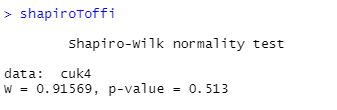 > shapiroToffi
Shapiro-Wilk normality test
data:  cuk4
W = 0.91569, p-value = 0.513